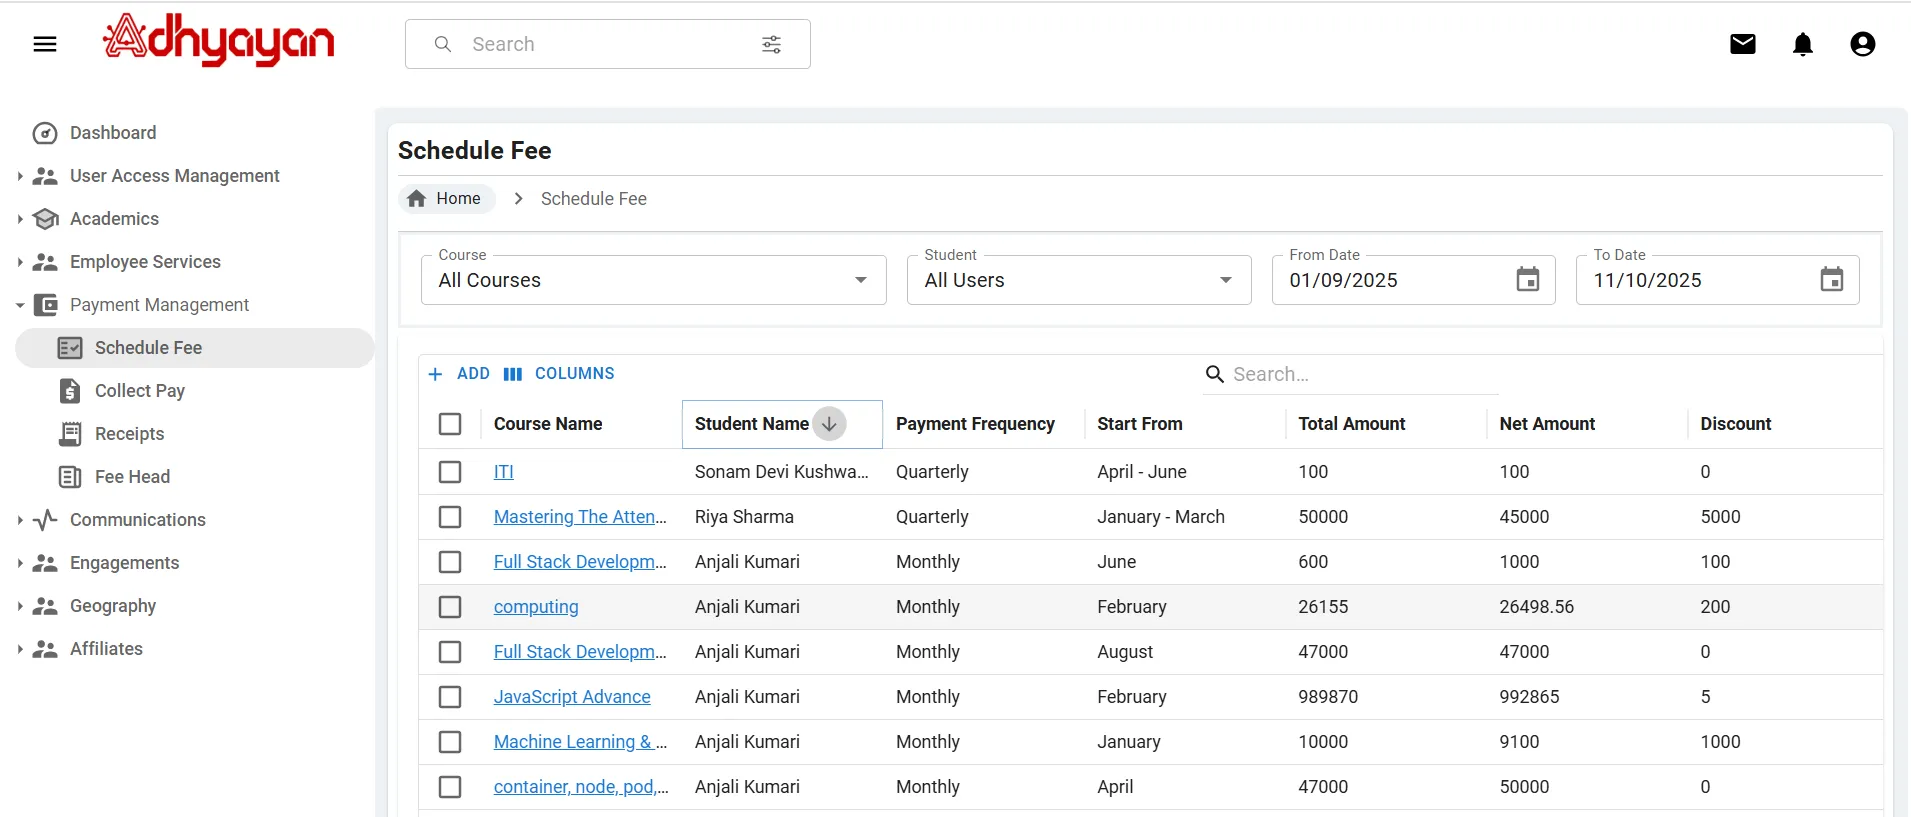 Adhyayan
Search
Dashboard
User Access Management
Academics
Employee Services
Payment Management
Schedule Fee
Collect Pay
Receipts
Fee Head
Communications
Engagements
Geography
Affiliates
Schedule Fee
Home > Schedule Fee
Course Student From Date To Date
All Courses All Users 01/09/2025 11/10/2025
+ ADD COLUMNS Search...
Course Name Student Name Payment Frequency Start From Total Amount Net Amount Discount
ITI Sonam Devi Kushwa... Quarterly April - June 100 100 0
Mastering The Atten... Riya Sharma Quarterly January - March 50000 45000 5000
Full Stack Developm... Anjali Kumari Monthly June 600 1000 100
computing Anjali Kumari Monthly February 26155 26498.56 200
Full Stack Developm... Anjali Kumari Monthly August 47000 47000 0
JavaScript Advance Anjali Kumari Monthly February 989870 992865 5
Machine Learning & ... Anjali Kumari Monthly January 10000 9100 1000
container, node, pod,... Anjali Kumari Monthly April 47000 50000 0